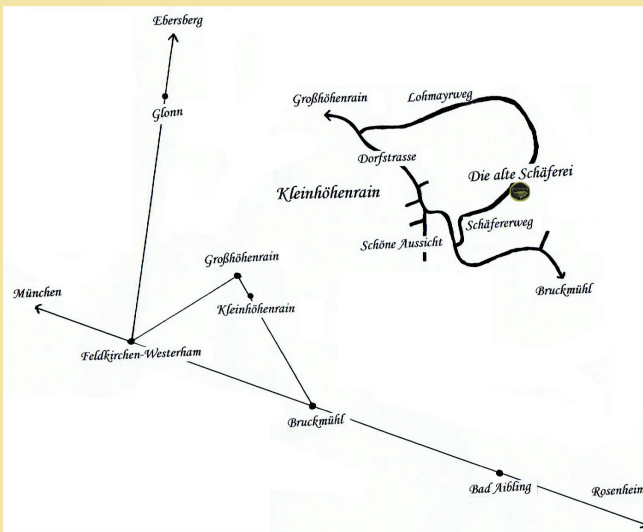 Ebersberg
Glonn
Großhöhenrain
Lohmayrweg
Dorfstrasse
Die alte Schäferei
Kleinhöhenrain
Schäfererweg
Schöne Aussicht
Bruckmühl
Großhöhenrain
Kleinhöhenrain
München
Feldkirchen-Westerham
Bruckmühl
Bad Aibling
Rosenheim